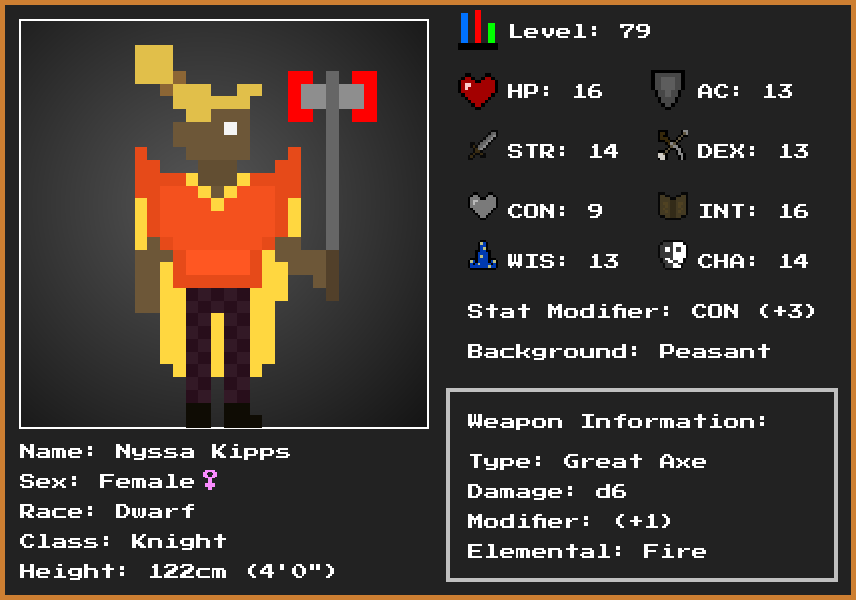 Level: 79
HP: 16
AC: 13
STR: 14
DEX: 13
CON: 9
INT: 16
WIS: 13
CHA: 14
Stat Modifier: CON (+3)
Background: Peasant
Weapon Information:
Type: Great Axe
Damage: d6
Modifier: (+1)
Elemental: Fire
Name: Nyssa Kipps
Sex: Female♀
Race: Dwarf
Class: Knight
Height: 122cm (4'0")